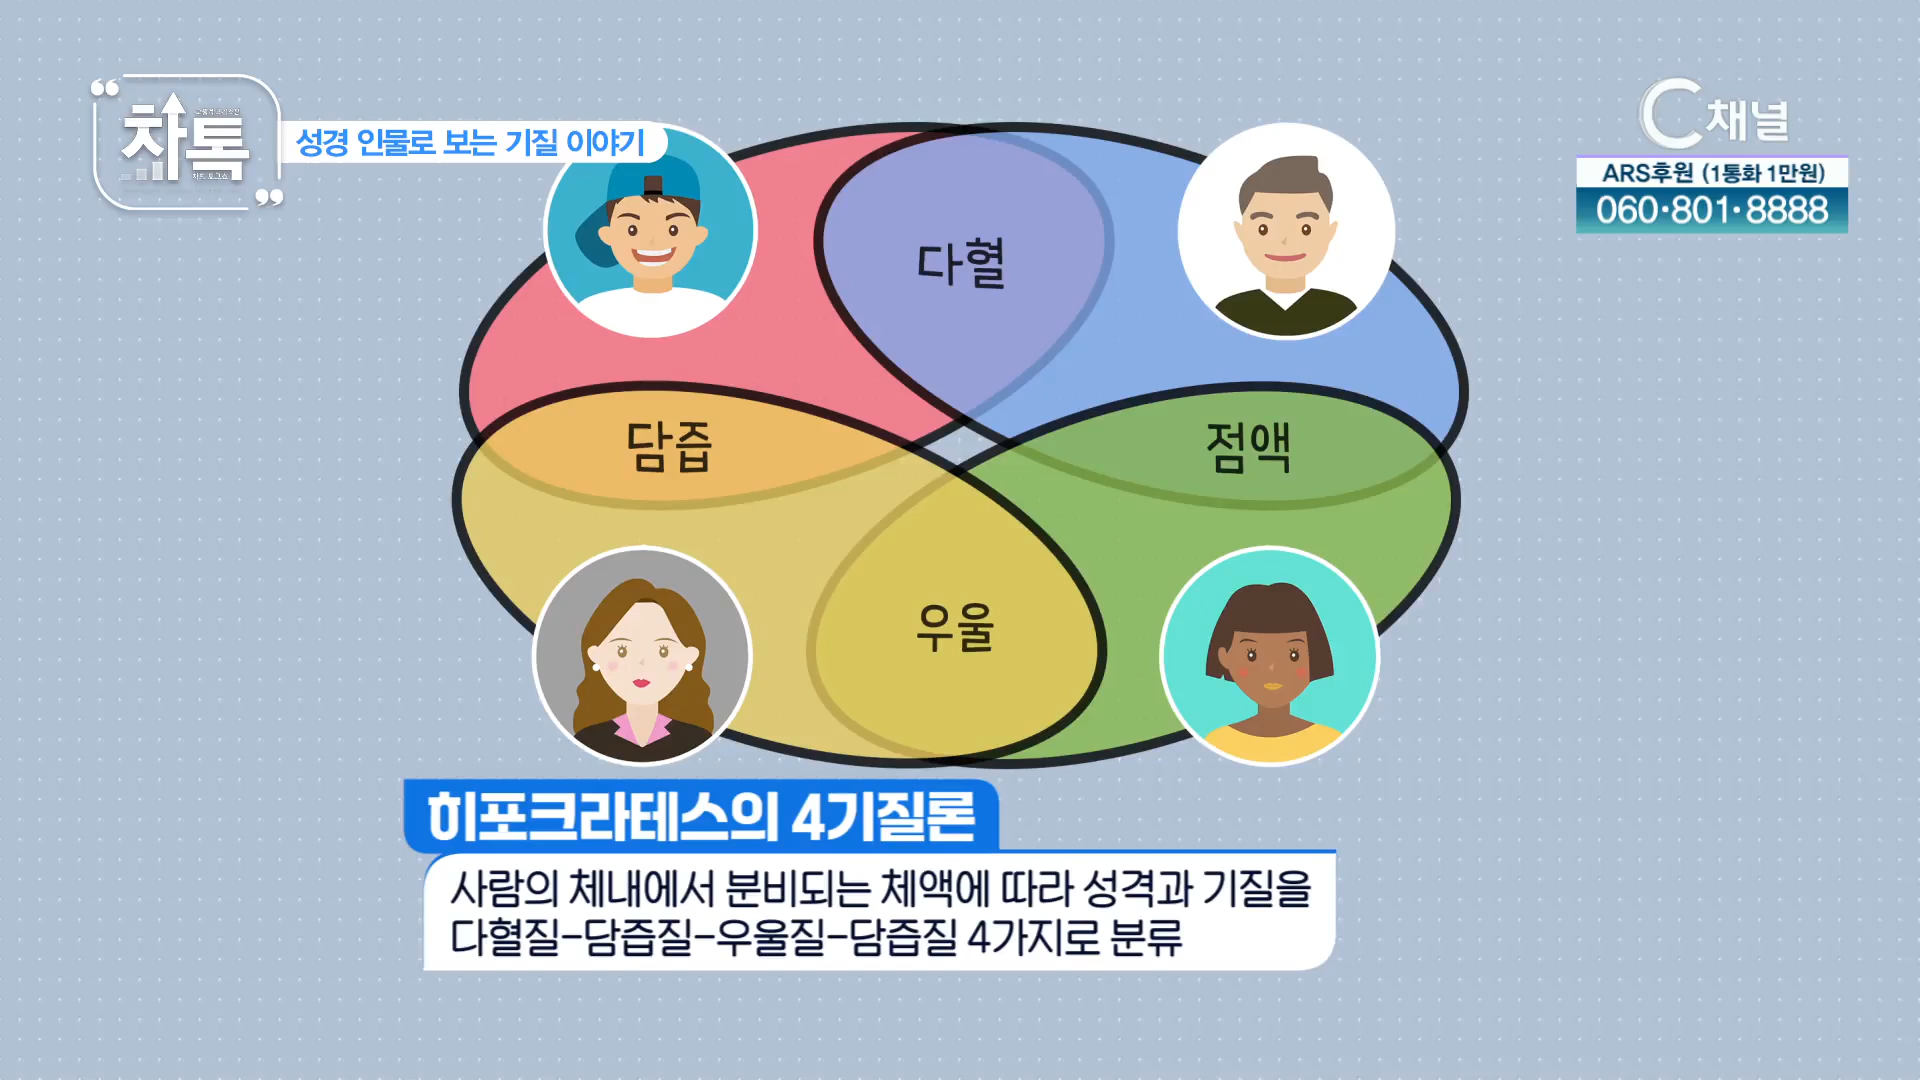 차톡
성경 인물로 보는 기질 이야기
C채널
ARS후원 (1통화 1만원)
060·801·8888
다혈
담즙
점액
우울
히포크라테스의 4기질론
사람의 체내에서 분비되는 체액에 따라 성격과 기질을
다혈질-담즙질-우울질-담즙질 4가지로 분류